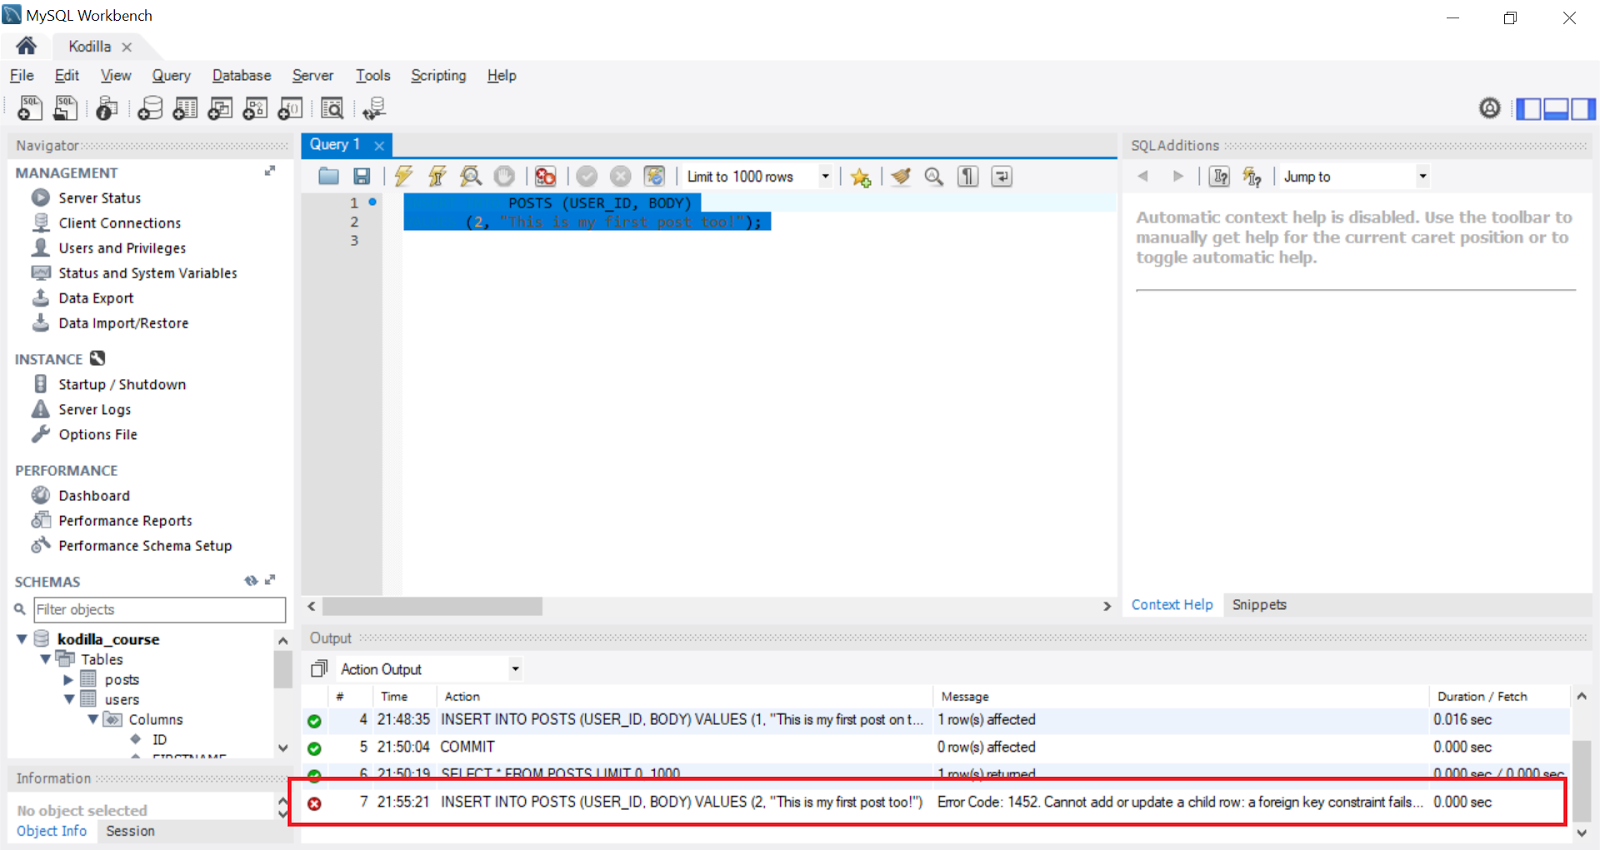 MySQL Workbench
Kodilla
File Edit View Query Database Server Tools Scripting Help
Navigator
MANAGEMENT
Server Status
Client Connections
Users and Privileges
Status and System Variables
Data Export
Data Import/Restore
INSTANCE
Startup / Shutdown
Server Logs
Options File
PERFORMANCE
Dashboard
Performance Reports
Performance Schema Setup
SCHEMAS
Filter objects
kodilla_course
Tables
posts
users
Columns
ID
FIRSTNAME
Information
No object selected
Object Info Session
Query 1
Limit to 1000 rows
1 POSTS (USER_ID, BODY)
2 (2, "This is my first post too!");
3
SQLAdditions
Jump to
Automatic context help is disabled. Use the toolbar to
manually get help for the current caret position or to
toggle automatic help.
Context Help Snippets
Output
Action Output
# Time Action Message Duration / Fetch
4 21:48:35 INSERT INTO POSTS (USER_ID, BODY) VALUES (1, "This is my first post on t... 1 row(s) affected 0.016 sec
5 21:50:04 COMMIT 0 row(s) affected 0.000 sec
6 21:50:19 SELECT * FROM POSTS LIMIT 0, 1000 1 row(s) returned 0.000 sec / 0.000 sec
7 21:55:21 INSERT INTO POSTS (USER_ID, BODY) VALUES (2, "This is my first post too!") Error Code: 1452. Cannot add or update a child row: a foreign key constraint fails... 0.000 sec